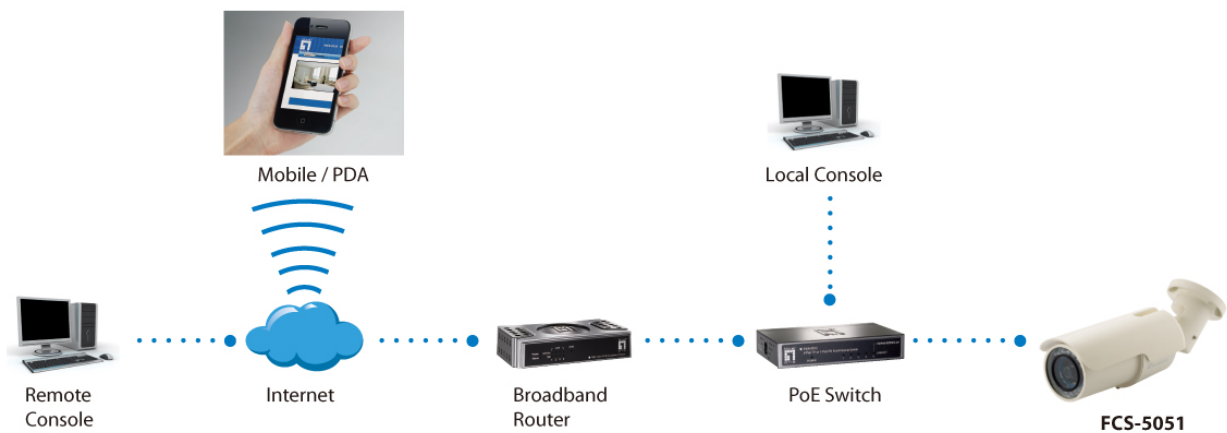 Mobile / PDA
Local Console
Remote
Console
Internet
Broadband
Router
PoE Switch
FCS-5051